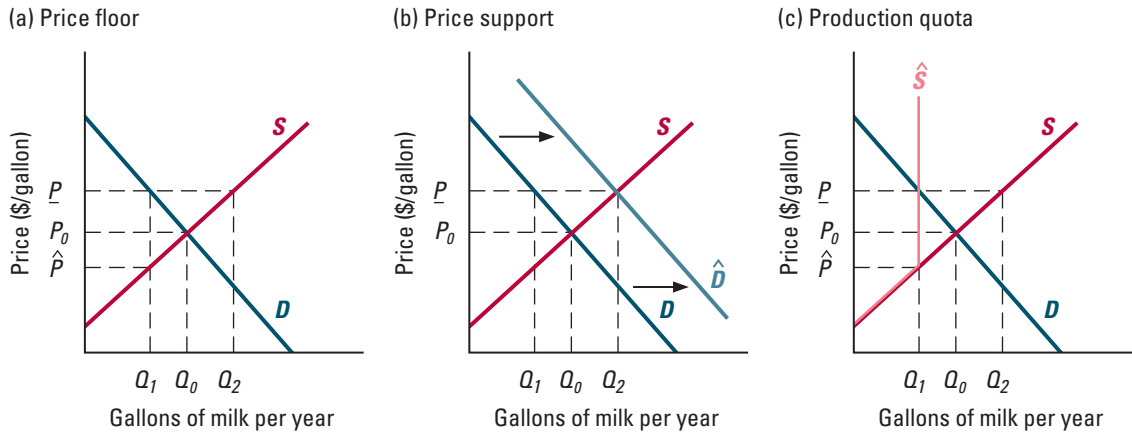 (a) Price floor
Price ($/gallon)
S
P
P0
P̂
D
Q1 Q0 Q2
Gallons of milk per year
(b) Price support
Price ($/gallon)
S
P
P0
D̂
D
Q1 Q0 Q2
Gallons of milk per year
(c) Production quota
Price ($/gallon)
Ŝ
S
P
P0
P̂
D
Q1 Q0 Q2
Gallons of milk per year